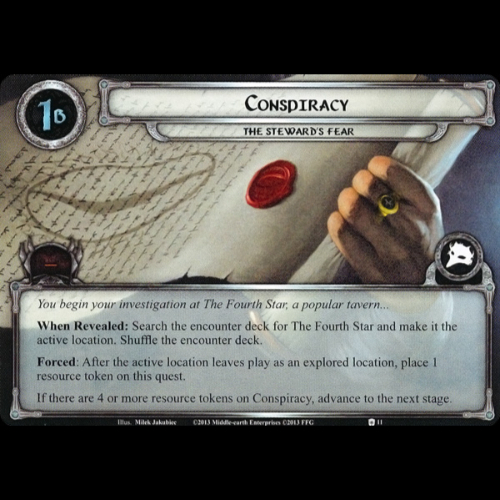 1B
CONSPIRACY
THE STEWARD'S FEAR
You begin your investigation at The Fourth Star, a popular tavern...
When Revealed: Search the encounter deck for The Fourth Star and make it the
active location. Shuffle the encounter deck.
Forced: After the active location leaves play as an explored location, place 1
resource token on this quest.
If there are 4 or more resource tokens on Conspiracy, advance to the next stage.
Illus. Milek Jakubiec ©2013 Middle-earth Enterprises ©2013 FFG 11